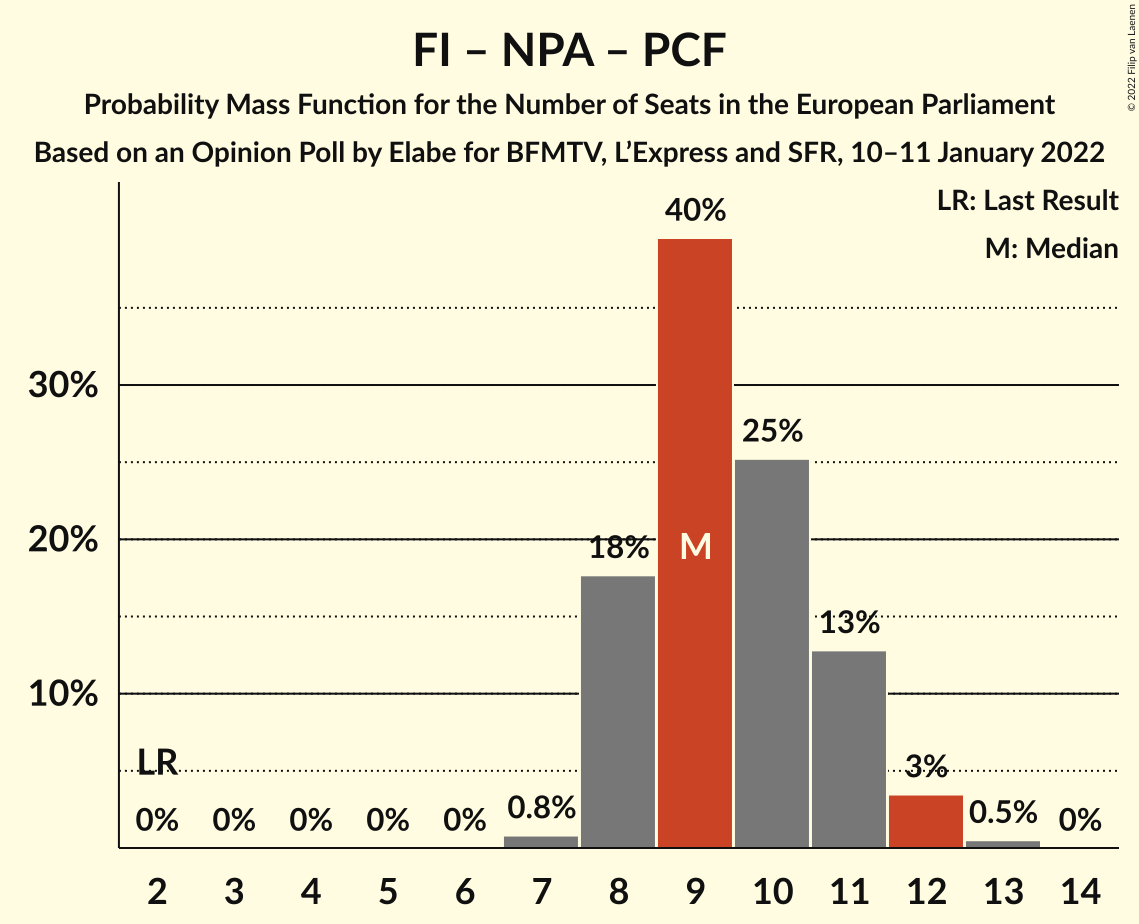 FI – NPA – PCF
Probability Mass Function for the Number of Seats in the European Parliament
Based on an Opinion Poll by Elabe for BFMTV, L’Express and SFR, 10–11 January 2022
© 2022 Filip van Laenen
LR: Last Result
M: Median
40%
30%
25%
20%
18%
M
13%
10%
LR
3%
0% 0% 0% 0% 0% 0.8% 0.5% 0%
2 3 4 5 6 7 8 9 10 11 12 13 14